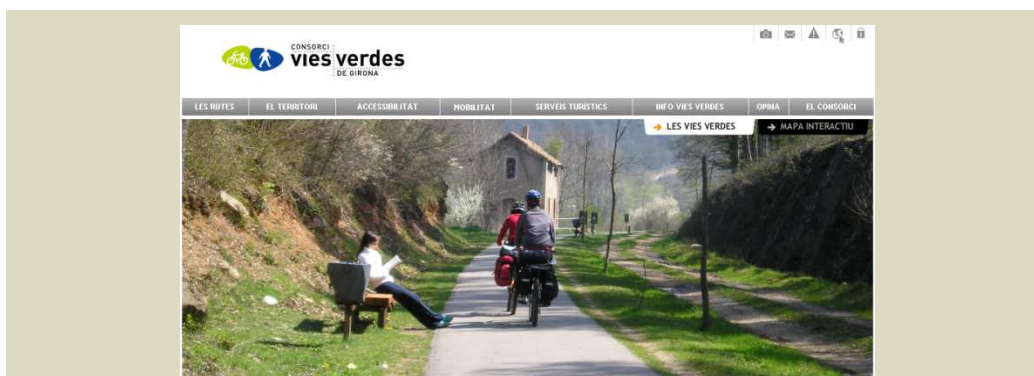 CONSORCI
vies verdes
DE GIRONA
LES RUTES EL TERRITORI ACCESSIBILITAT MOBILITAT SERVEIS TURÍSTICS INFO VIES VERDES OPINA EL CONSORCI
LES VIES VERDES MAPA INTERACTIU